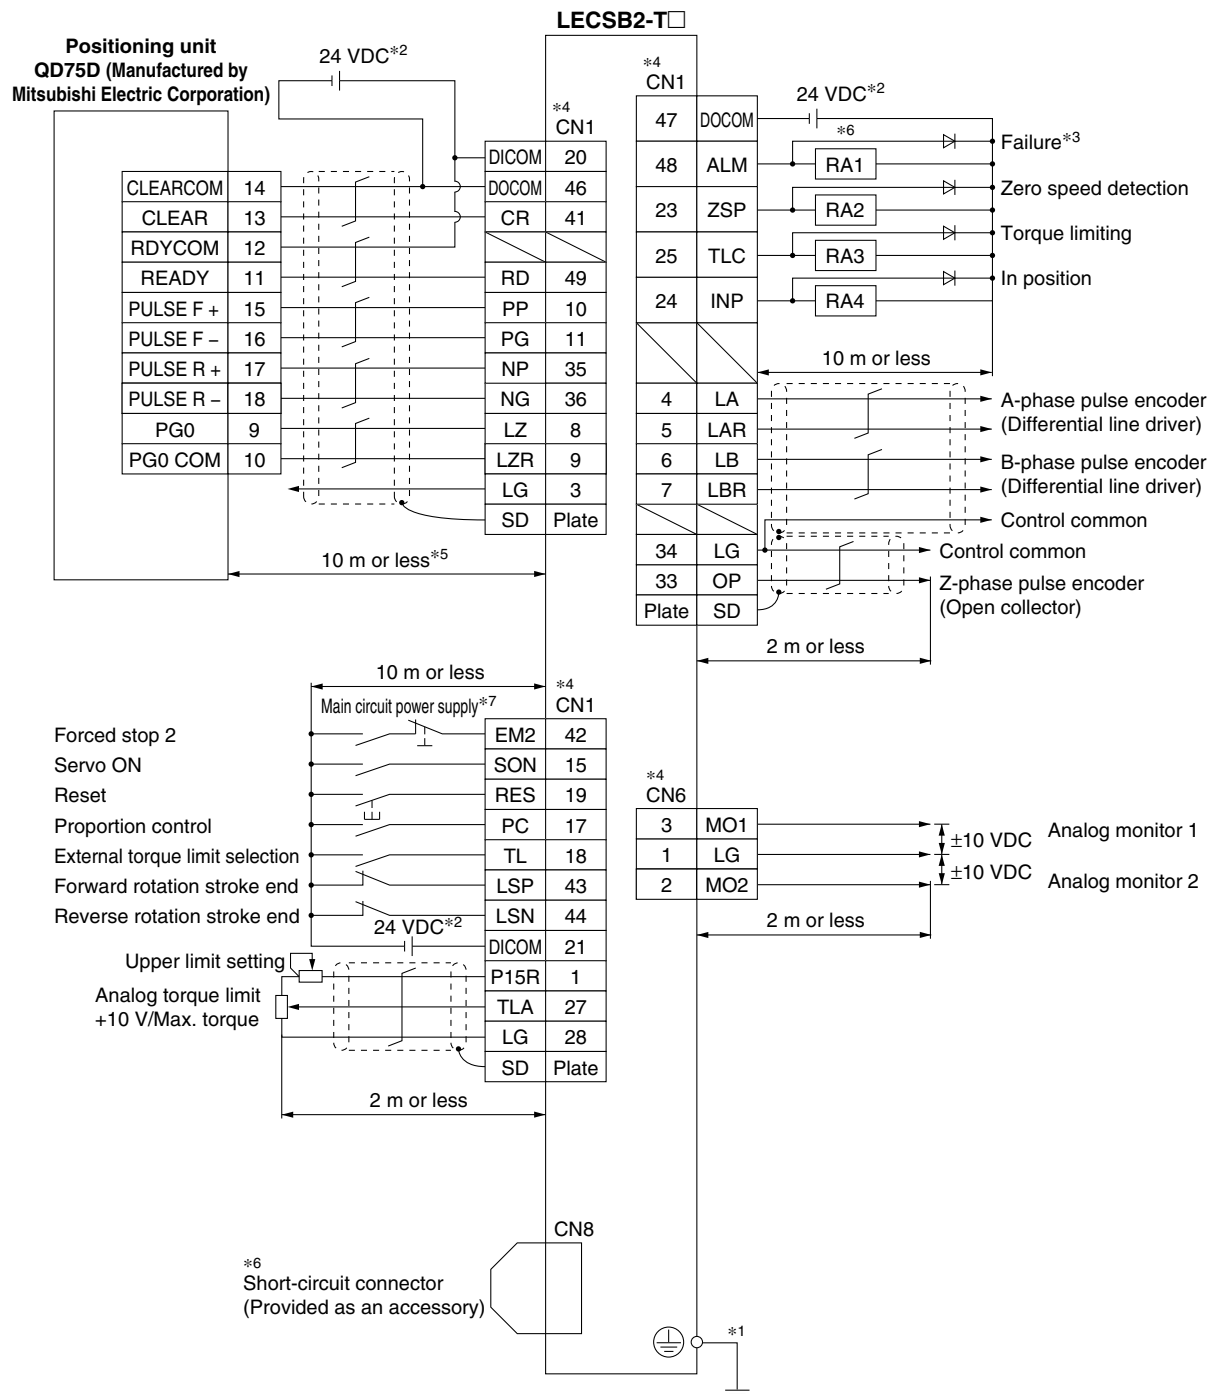 LECSB2-T□
Positioning unit
QD75D (Manufactured by
Mitsubishi Electric Corporation)
24 VDC*2
*4
CN1
DICOM 20
CLEARCOM 14 DOCOM 46
CLEAR 13 CR 41
RDYCOM 12
READY 11 RD 49
PULSE F + 15 PP 10
PULSE F − 16 PG 11
PULSE R + 17 NP 35
PULSE R − 18 NG 36
PG0 9 LZ 8
PG0 COM 10 LZR 9
LG 3
SD Plate
10 m or less*5
*4
CN1
24 VDC*2
47 DOCOM
*6
48 ALM RA1 Failure*3
23 ZSP RA2 Zero speed detection
25 TLC RA3 Torque limiting
24 INP RA4 In position
10 m or less
4 LA A-phase pulse encoder
5 LAR (Differential line driver)
6 LB B-phase pulse encoder
7 LBR (Differential line driver)
Control common
34 LG Control common
33 OP Z-phase pulse encoder
(Open collector)
Plate SD
2 m or less
10 m or less
*4
CN1
Main circuit power supply*7
Forced stop 2 EM2 42
Servo ON SON 15
Reset RES 19
Proportion control PC 17
External torque limit selection TL 18
Forward rotation stroke end LSP 43
Reverse rotation stroke end LSN 44
24 VDC*2
DICOM 21
Upper limit setting P15R 1
Analog torque limit
+10 V/Max. torque TLA 27
LG 28
SD Plate
2 m or less
*4
CN6
3 MO1 Analog monitor 1
±10 VDC
1 LG
±10 VDC
2 MO2 Analog monitor 2
2 m or less
CN8
*6
Short-circuit connector
(Provided as an accessory)
*1